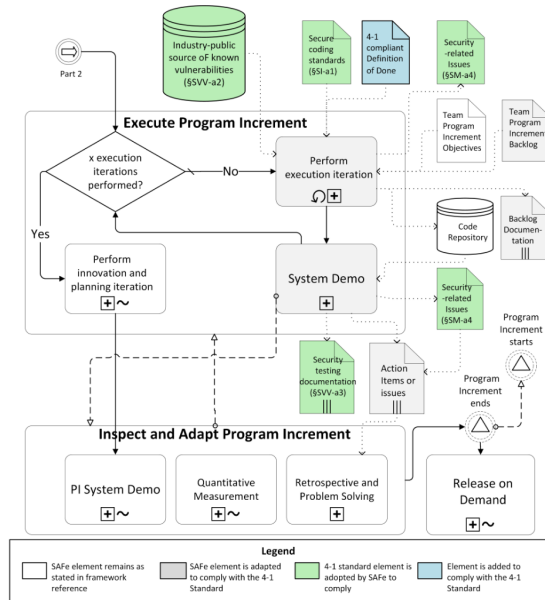 Part 2
Industry-public
source of known
vulnerabilities
(§SVV-a2)
Secure
coding
standards
(§SI-a1)
4-1
compliant
Definition
of Done
Security
-related
Issues
(§SM-a4)
Team
Program
Increment
Objectives
Team
Program
Increment
Backlog
Execute Program Increment
x execution
iterations
performed?
No
Yes
Perform
execution iteration
Code
Repository
Backlog
Documen-
tation
Perform
innovation and
planning iteration
System Demo
Security
-related
Issues
(§SM-a4
Program
Increment
starts
Security
testing
documentation
(§SVV-a3)
Action
Items or
issues
Program
Increment
ends
Inspect and Adapt Program Increment
PI System Demo
Quantitative
Measurement
Retrospective and
Problem Solving
Release on
Demand
Legend
SAFe element remains as
stated in framework
reference
SAFe element is adapted
to comply with the 4-1
Standard
4-1 standard element is
adopted by SAFe to
comply
Element is added to
comply with the 4-1
Standard